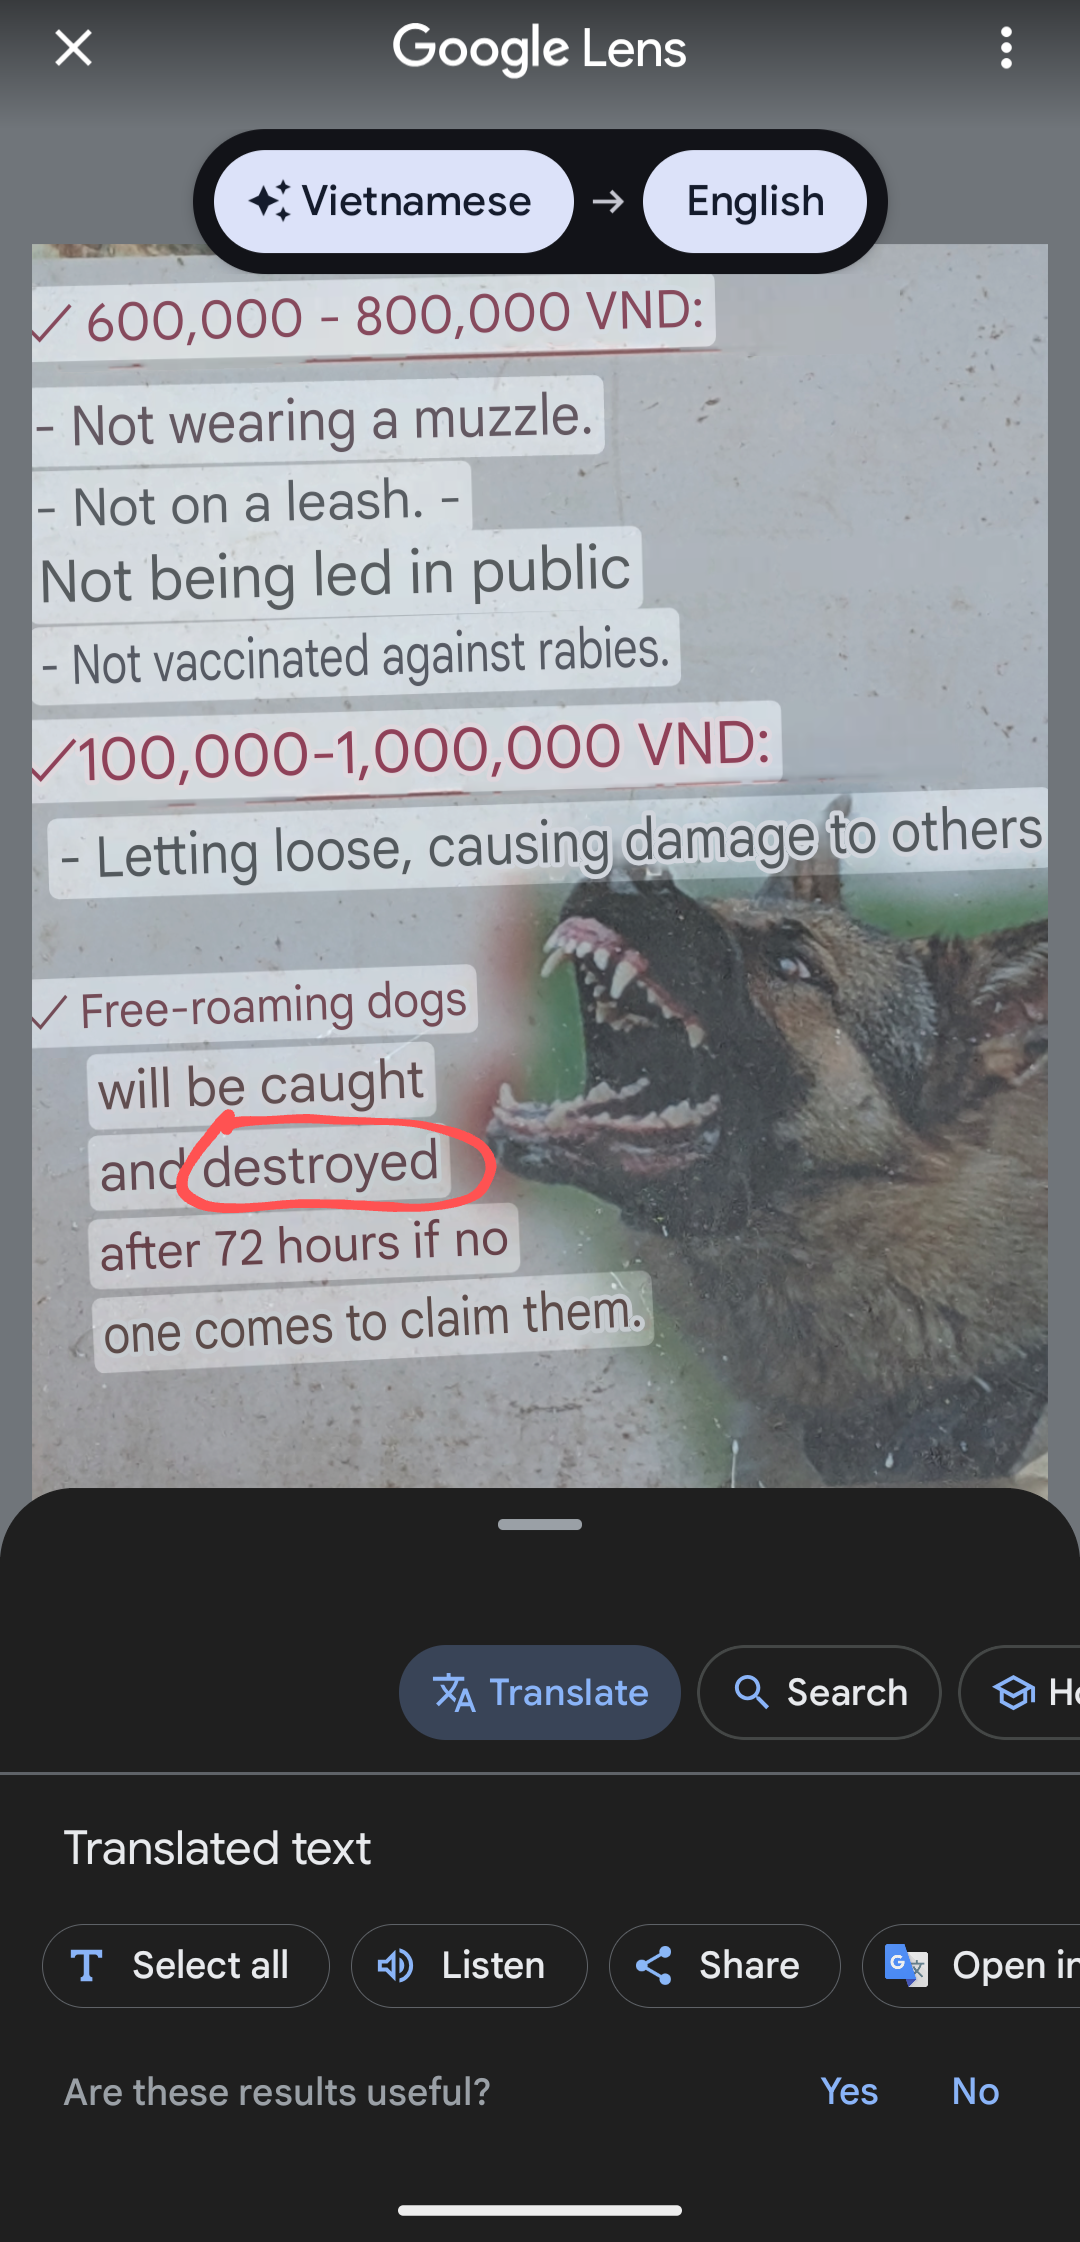 Google Lens
Vietnamese → English
✓ 600,000 - 800,000 VND:
- Not wearing a muzzle.
- Not on a leash. -
Not being led in public
- Not vaccinated against rabies.
✓100,000-1,000,000 VND:
- Letting loose, causing damage to others
✓ Free-roaming dogs
will be caught
and destroyed
after 72 hours if no
one comes to claim them.
Translate Search
Translated text
Select all Listen Share Open in
Are these results useful? Yes No